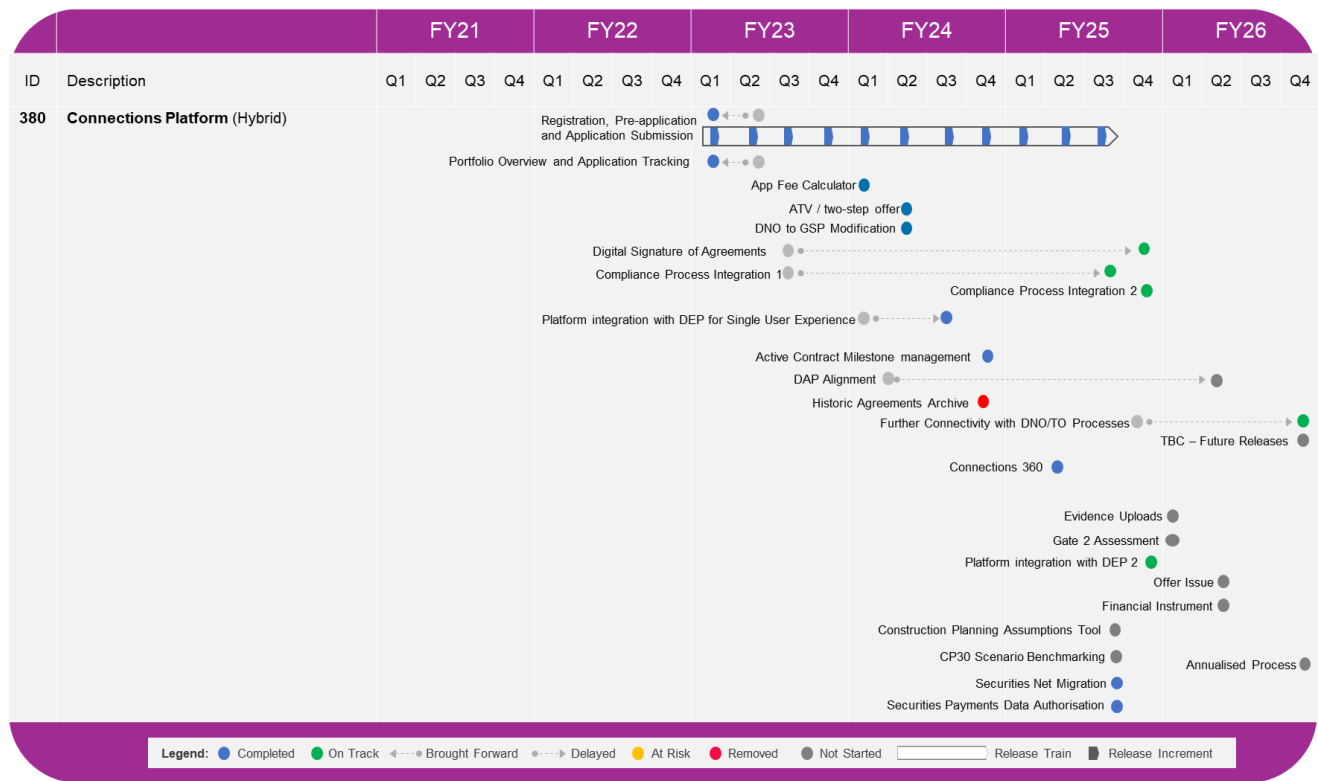 FY21 FY22 FY23 FY24 FY25 FY26
ID Description Q1 Q2 Q3 Q4 Q1 Q2 Q3 Q4 Q1 Q2 Q3 Q4 Q1 Q2 Q3 Q4 Q1 Q2 Q3 Q4 Q1 Q2 Q3 Q4
380 Connections Platform (Hybrid)
Registration, Pre-application
and Application Submission
Portfolio Overview and Application Tracking
App Fee Calculator
ATV / two-step offer
DNO to GSP Modification
Digital Signature of Agreements
Compliance Process Integration 1
Compliance Process Integration 2
Platform integration with DEP for Single User Experience
Active Contract Milestone management
DAP Alignment
Historic Agreements Archive
Further Connectivity with DNO/TO Processes
TBC – Future Releases
Connections 360
Evidence Uploads
Gate 2 Assessment
Platform integration with DEP 2
Offer Issue
Financial Instrument
Construction Planning Assumptions Tool
CP30 Scenario Benchmarking
Annualised Process
Securities Net Migration
Securities Payments Data Authorisation
Legend: Completed On Track Brought Forward Delayed At Risk Removed Not Started Release Train Release Increment